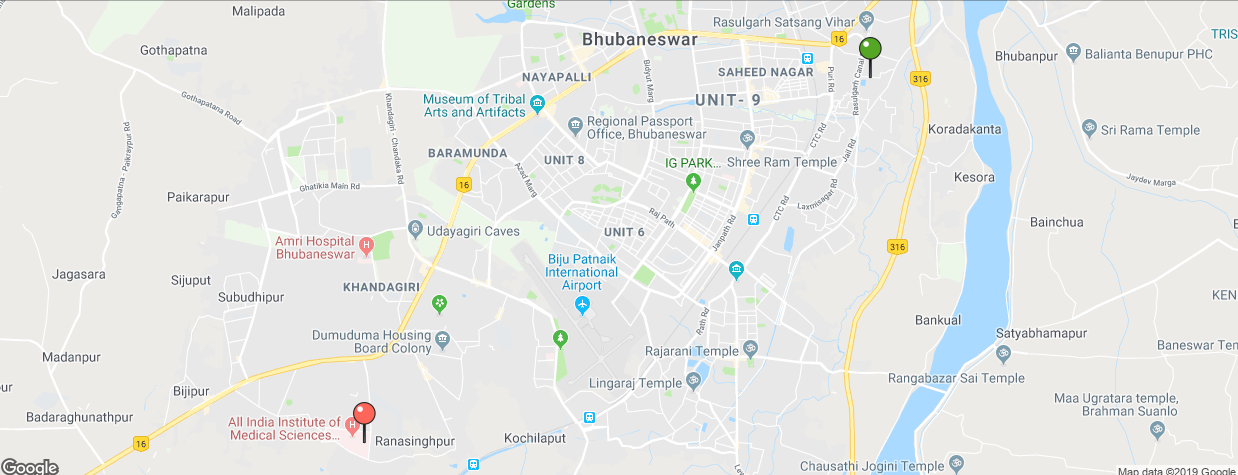 Gardens
Malipada
Rasulgarh Satsang Vihar
16
TRIS
Bhubaneswar
Gothapatna
Bhubanpur
Balianta Benupur PHC
NAYAPALLI
Bidyut Marg
SAHEED NAGAR
Puri Rd
Rasulgarh Canal
316
Museum of Tribal
Arts and Artifacts
UNIT- 9
Gothapatana Road
Khandagiri - Chandaka Rd
Regional Passport
Office, Bhubaneswar
Koradakanta
Sri Rama Temple
CTC Rd
Jail Rd
BARAMUNDA
UNIT 8
IG PARK...
Shree Ram Temple
Gangapatna - Paikraypur Bil
Ghatikia Main Rd
16
Azad Marg
Kesora
Jaydev Marga
Paikarapur
Raj Path
Laxmisagar Rd
CTC Rd
Bainchua
Janpath Rd
Udayagiri Caves
UNIT 6
Amri Hospital
Bhubaneswar
316
Biju Patnaik
International
Airport
Jagasara
Sijuput
Subudhipur
KHANDAGIRI
KEN
Bankual
Rath Rd
Satyabhamapur
Dumuduma Housing
Board Colony
Rajarani Temple
Baneswar Tem
Madanpur
Bijipur
Lingaraj Temple
Rangabazar Sai Temple
Badaraghunathpur
All India Institute of
Medical Sciences...
Maa Ugratara temple,
Brahman Suanlo
16
Ranasinghpur
Kochilaput
Chausathi Jogini Temple
Google
Map data ©2019 Google